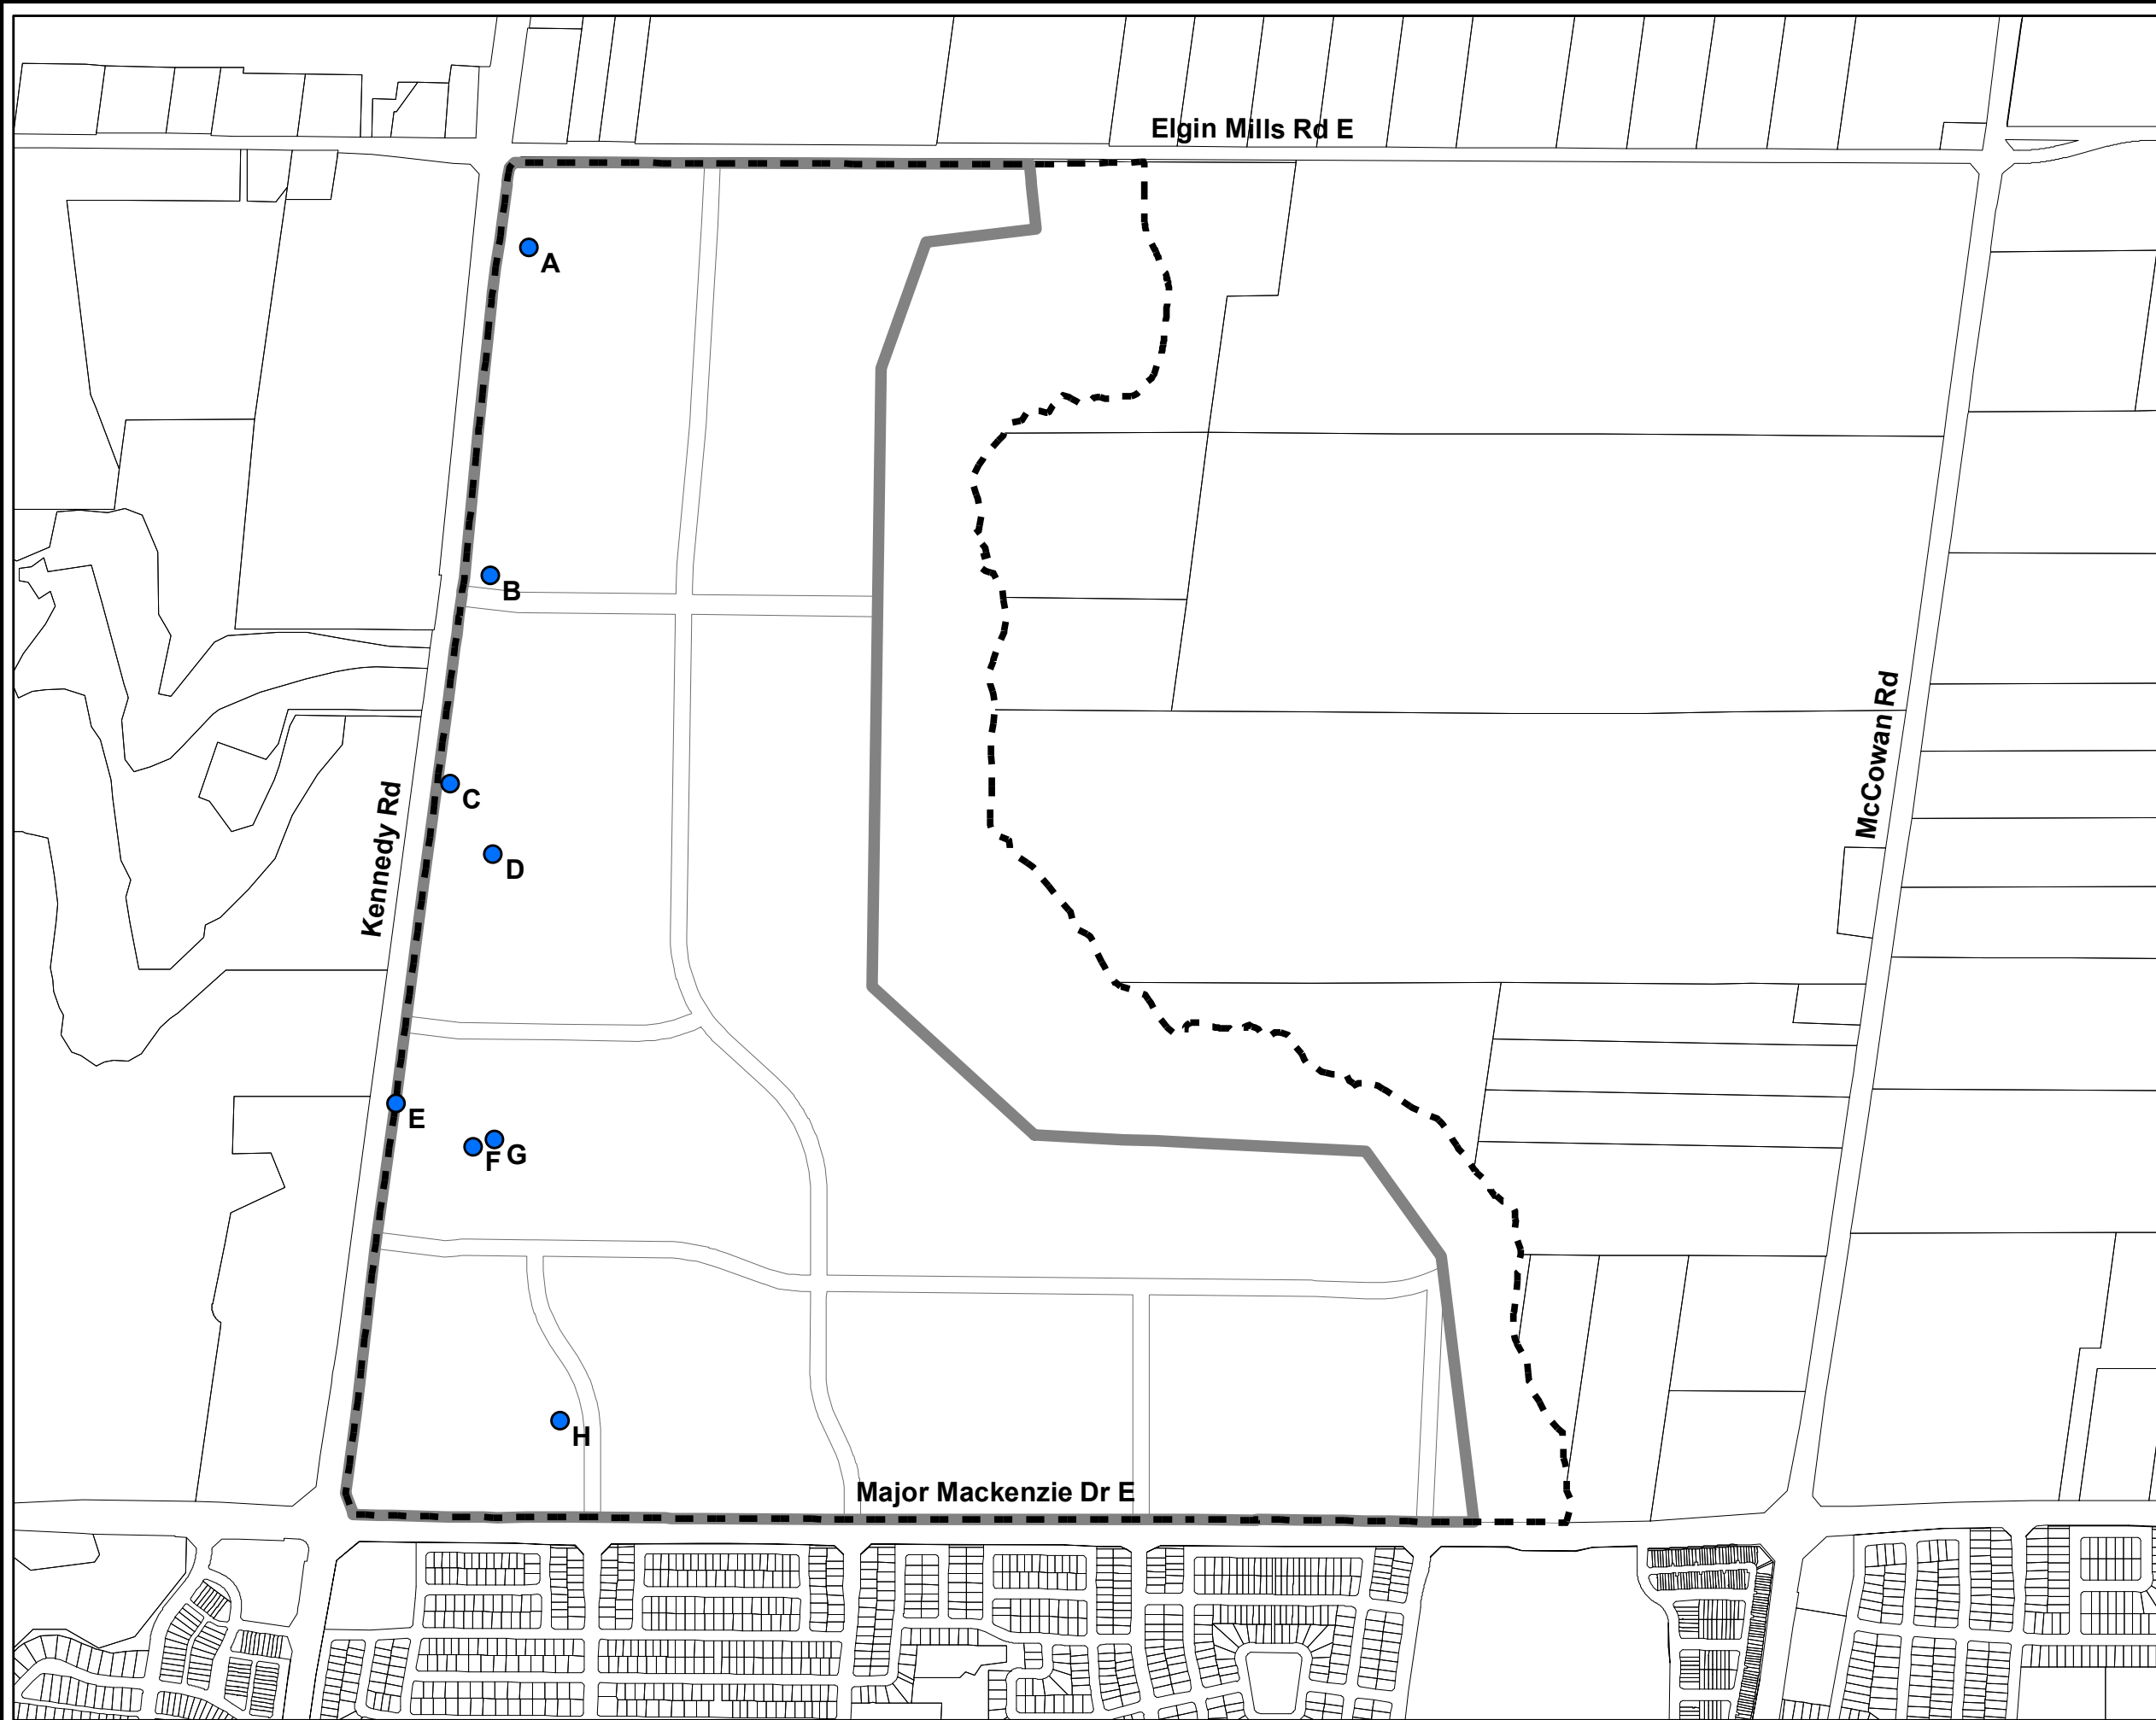 Elgin Mills Rd E
A
B
McCowan Rd
C
Kennedy Rd
D
E
F
G
H
Major Mackenzie Dr E